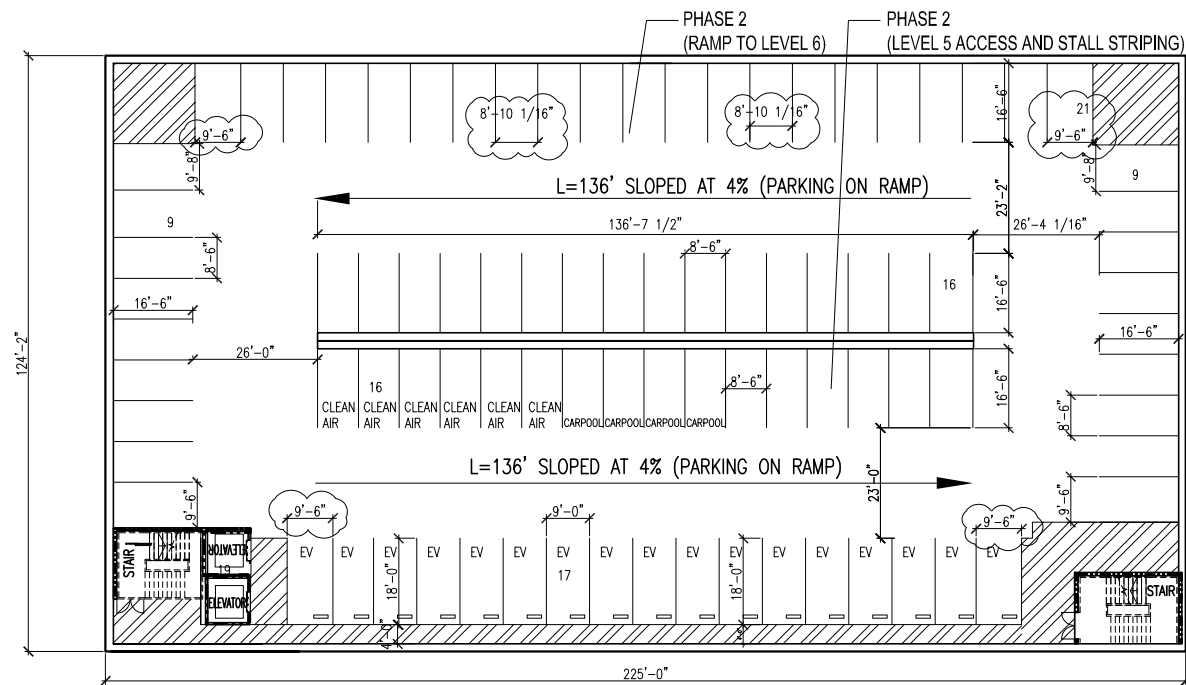 PHASE 2
(RAMP TO LEVEL 6)
PHASE 2
(LEVEL 5 ACCESS AND STALL STRIPING)
124'-2"
9'-6"
8'-10 1/16"
8'-10 1/16"
16'-6"
21
9'-6"
9'-8"
9'-8"
9
L=136' SLOPED AT 4% (PARKING ON RAMP)
23'-2"
9
136'-7 1/2"
26'-4 1/16"
8'-6"
8'-6"
16
16'-6"
16'-6"
16'-6"
26'-0"
16
8'-6"
16'-6"
CLEAN AIR
CLEAN AIR
CLEAN AIR
CLEAN AIR
CLEAN AIR
CLEAN AIR
CARPOOL
CARPOOL
CARPOOL
CARPOOL
8'-6"
L=136' SLOPED AT 4% (PARKING ON RAMP)
23'-0"
9'-6"
9'-6"
9'-0"
9'-6"
9'-6"
STAIR
ELEVATOR
19
ELEVATOR
EV EV EV EV EV EV EV EV EV EV EV EV EV EV EV EV EV
17
18'-0"
18'-0"
STAIR
4'-0"
225'-0"